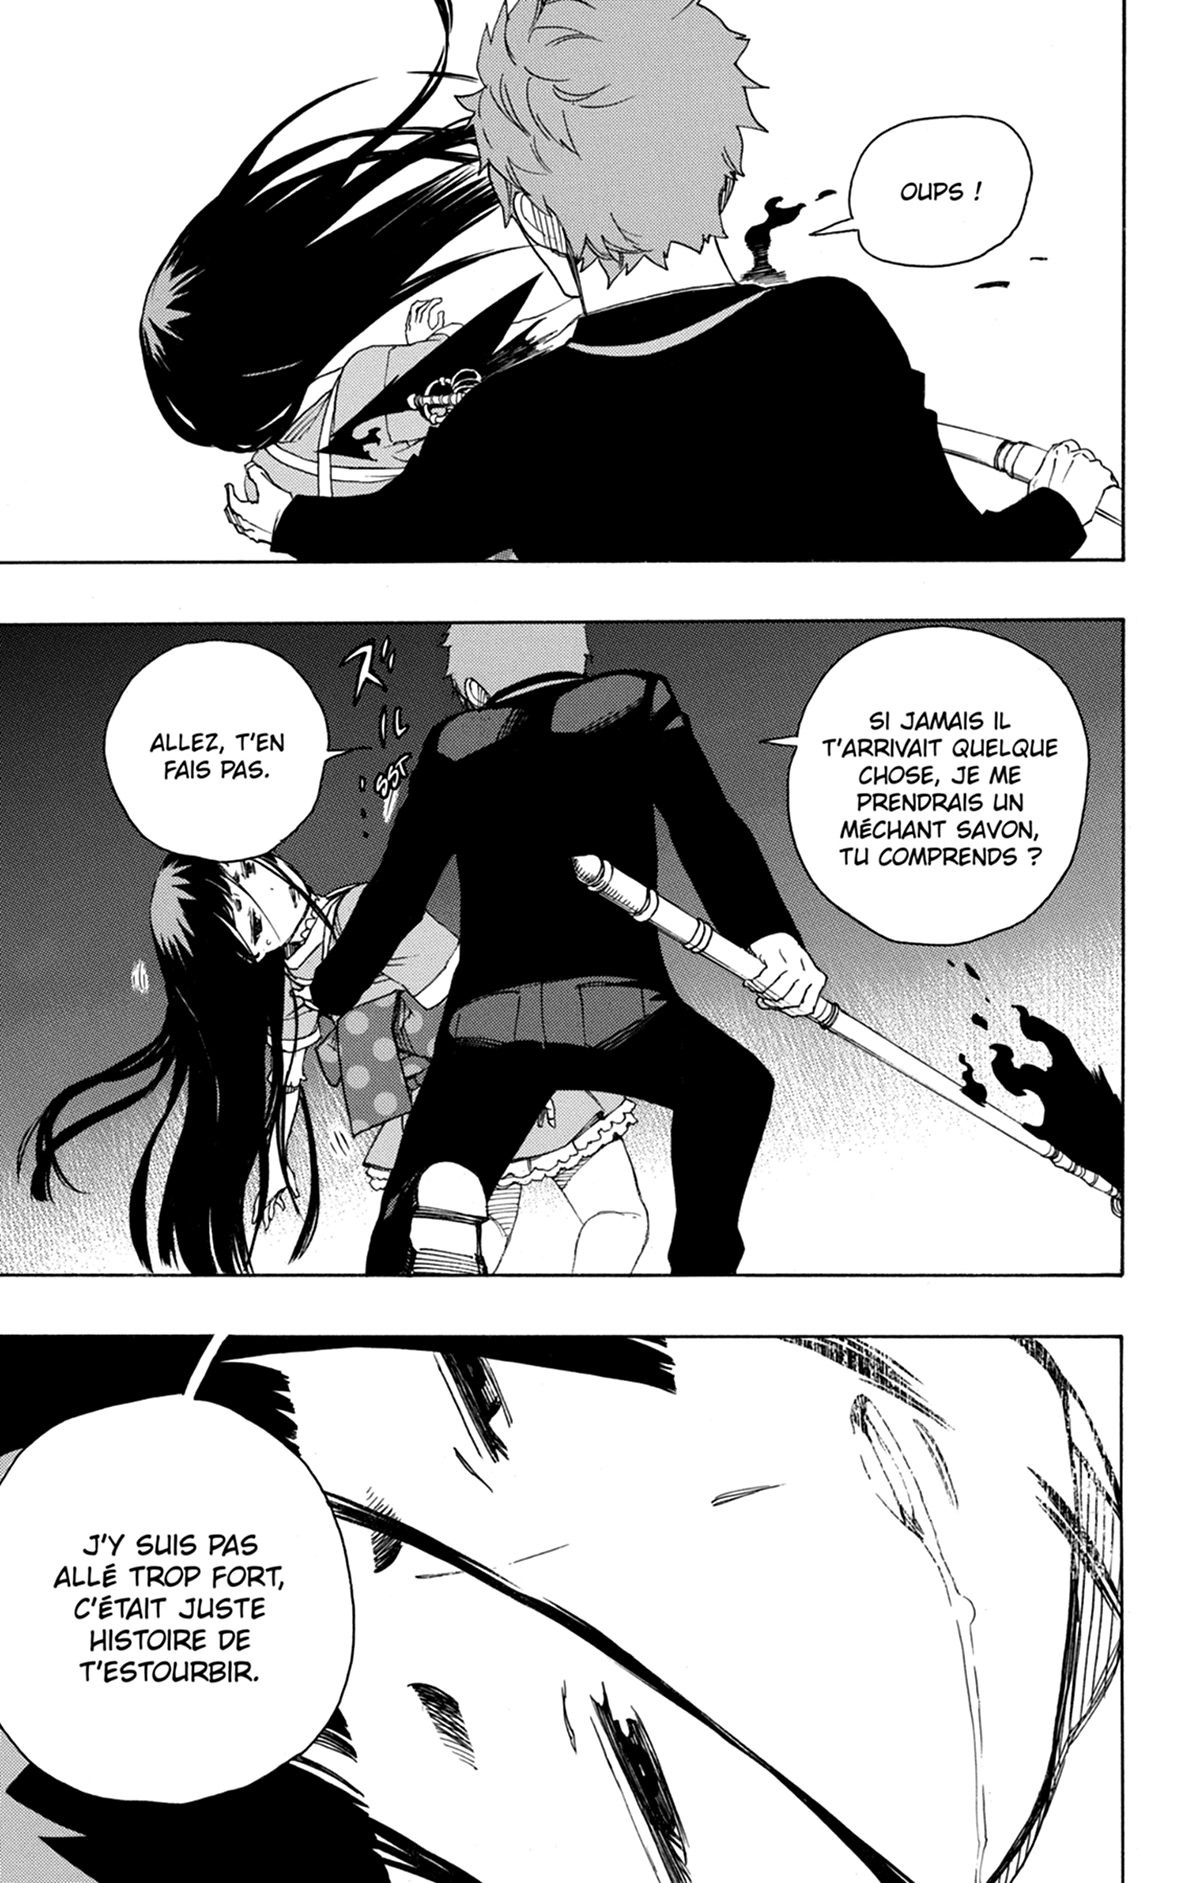 OUPS !
SI JAMAIS IL
T'ARRIVAIT QUELQUE
CHOSE, JE ME
PRENDRAIS UN
MÉCHANT SAVON,
TU COMPRENDS ?
ALLEZ, T'EN
FAIS PAS.
ズル
SST
J'Y SUIS PAS
ALLÉ TROP FORT,
C'ÉTAIT JUSTE
HISTOIRE DE
T'ESTOURBIR.